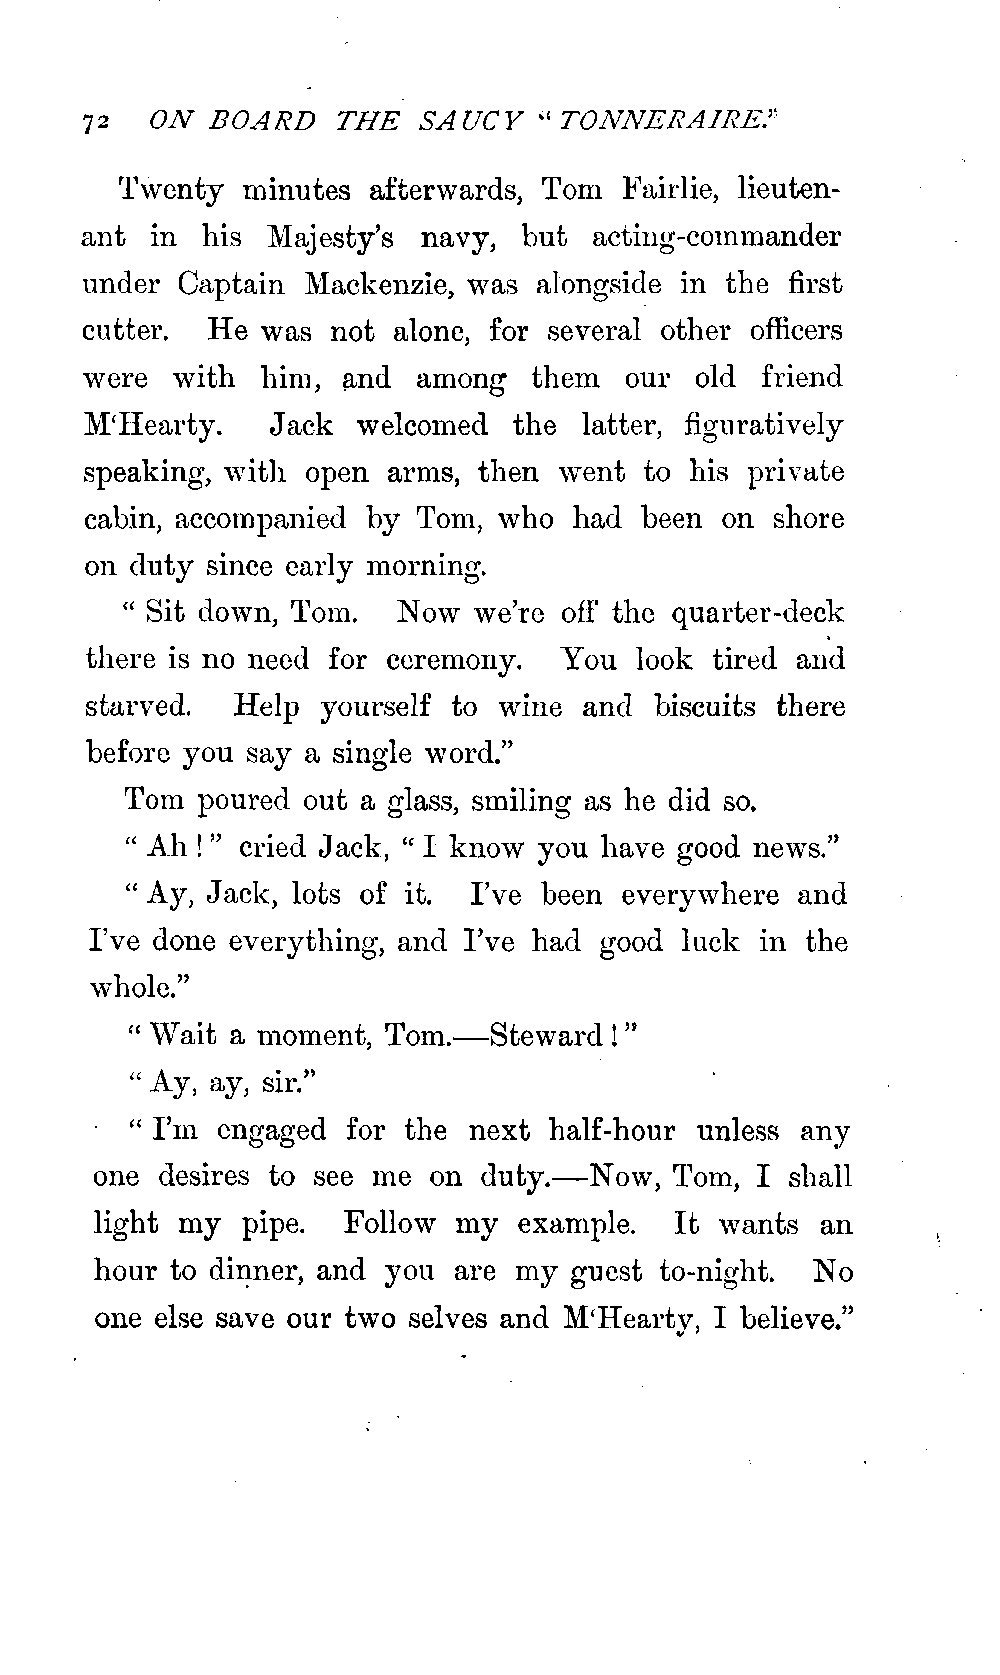 72 ON BOARD THE SAUCY "TONNERAIRE."
Twenty minutes afterwards, Tom Fairlie, lieuten-
ant in his Majesty's navy, but acting-commander
under Captain Mackenzie, was alongside in the first
cutter. He was not alone, for several other officers
were with him, and among them our old friend
M'Hearty. Jack welcomed the latter, figuratively
speaking, with open arms, then went to his private
cabin, accompanied by Tom, who had been on shore
on duty since early morning.
"Sit down, Tom. Now we're off the quarter-deck
there is no need for ceremony. You look tired and
starved. Help yourself to wine and biscuits there
before you say a single word."
Tom poured out a glass, smiling as he did so.
"Ah!" cried Jack, "I know you have good news."
"Ay, Jack, lots of it. I've been everywhere and
I've done everything, and I've had good luck in the
whole."
"Wait a moment, Tom.—Steward!"
"Ay, ay, sir."
"I'm engaged for the next half-hour unless any
one desires to see me on duty.—Now, Tom, I shall
light my pipe. Follow my example. It wants an
hour to dinner, and you are my guest to-night. No
one else save our two selves and M'Hearty, I believe."